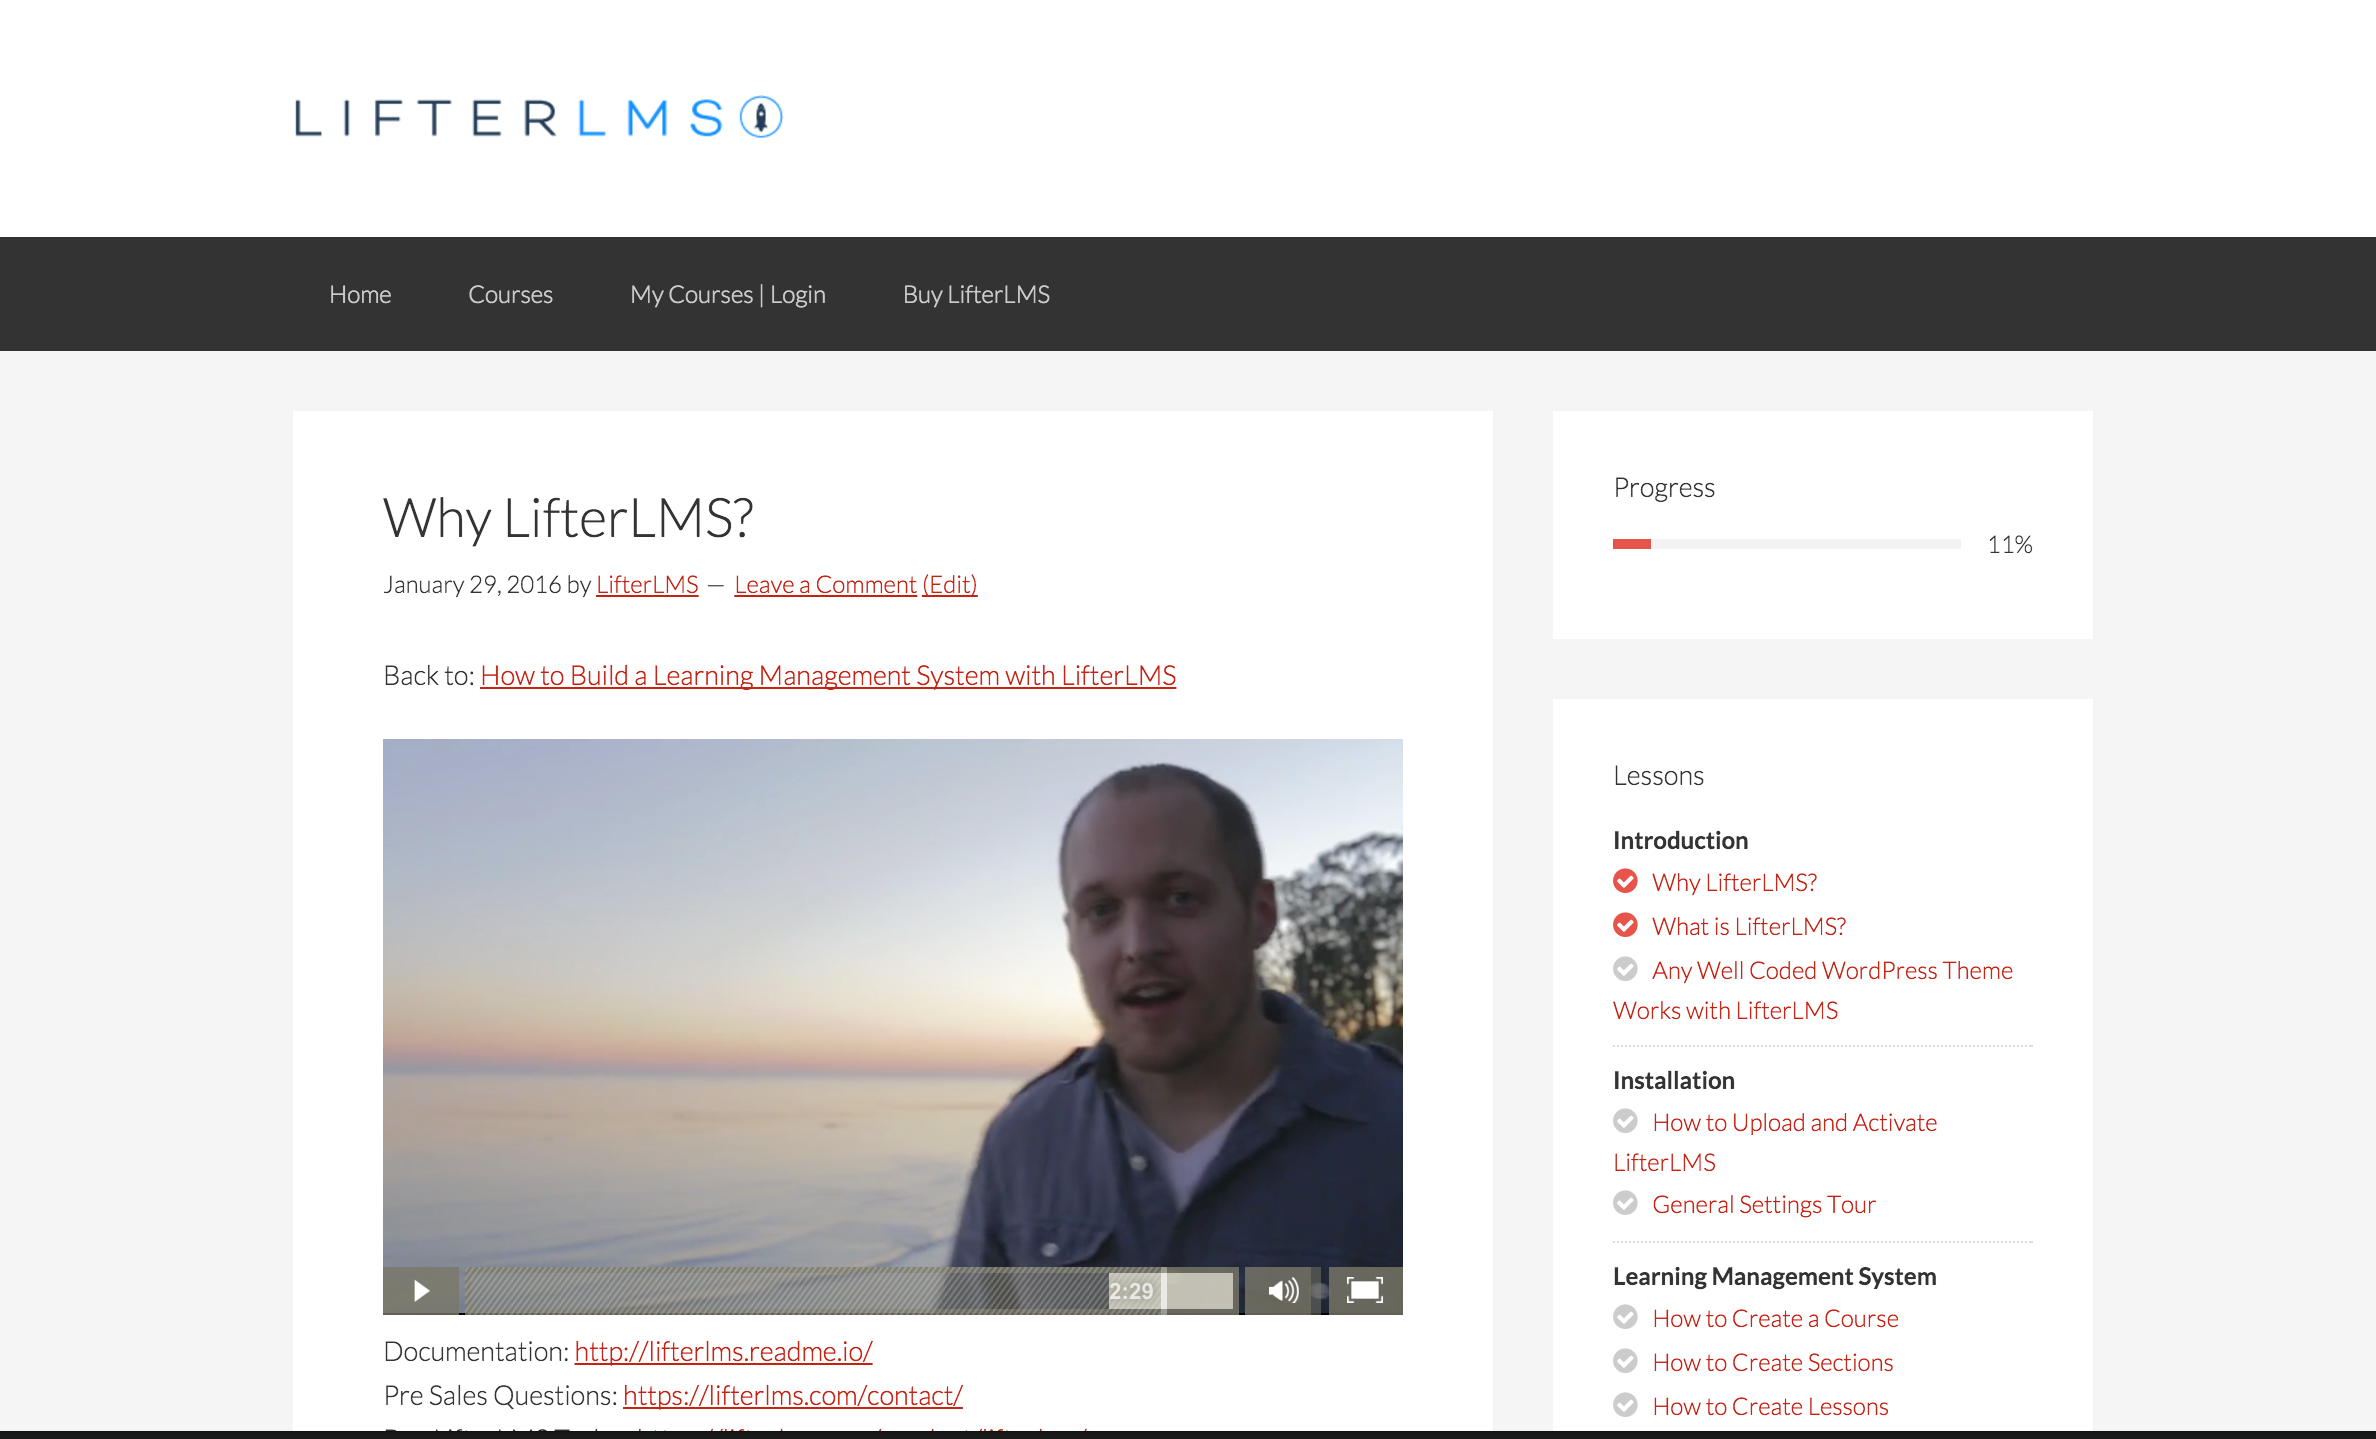 LIFTERLMS
Home Courses My Courses | Login Buy LifterLMS
Why LifterLMS?
January 29, 2016 by LifterLMS — Leave a Comment (Edit)
Back to: How to Build a Learning Management System with LifterLMS
2:29
Documentation: http://lifterlms.readme.io/
Pre Sales Questions: https://lifterlms.com/contact/
Progress
11%
Lessons
Introduction
Why LifterLMS?
What is LifterLMS?
Any Well Coded WordPress Theme
Works with LifterLMS
Installation
How to Upload and Activate
LifterLMS
General Settings Tour
Learning Management System
How to Create a Course
How to Create Sections
How to Create Lessons